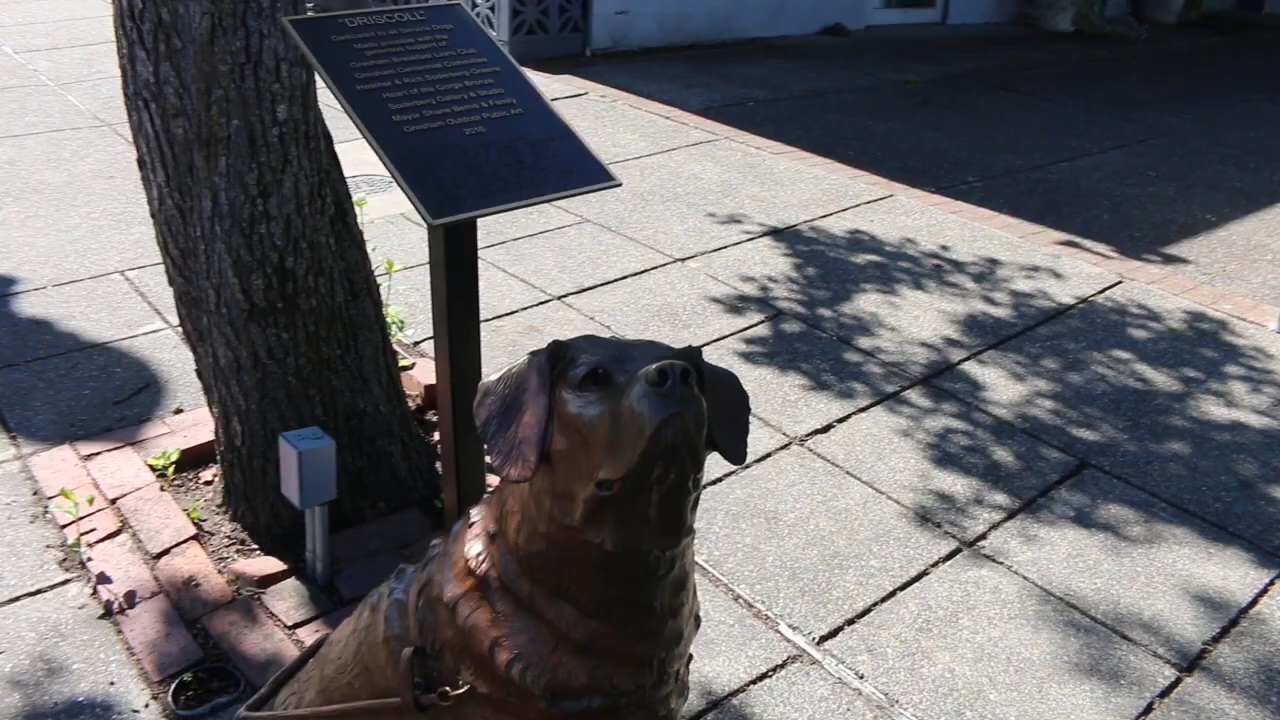 "DRISCOLL"
Dedicated to all Service Dogs
Made possible with the
generous support of
Gresham Breakfast Lions Club
Gresham Centennial Committee
Heather & Rich Soderberg-Greene
Heart of the Gorge Bronze
Soderberg Gallery & Studio
Mayor Shane Bemis & Family
Gresham Outdoor Public Art
2016